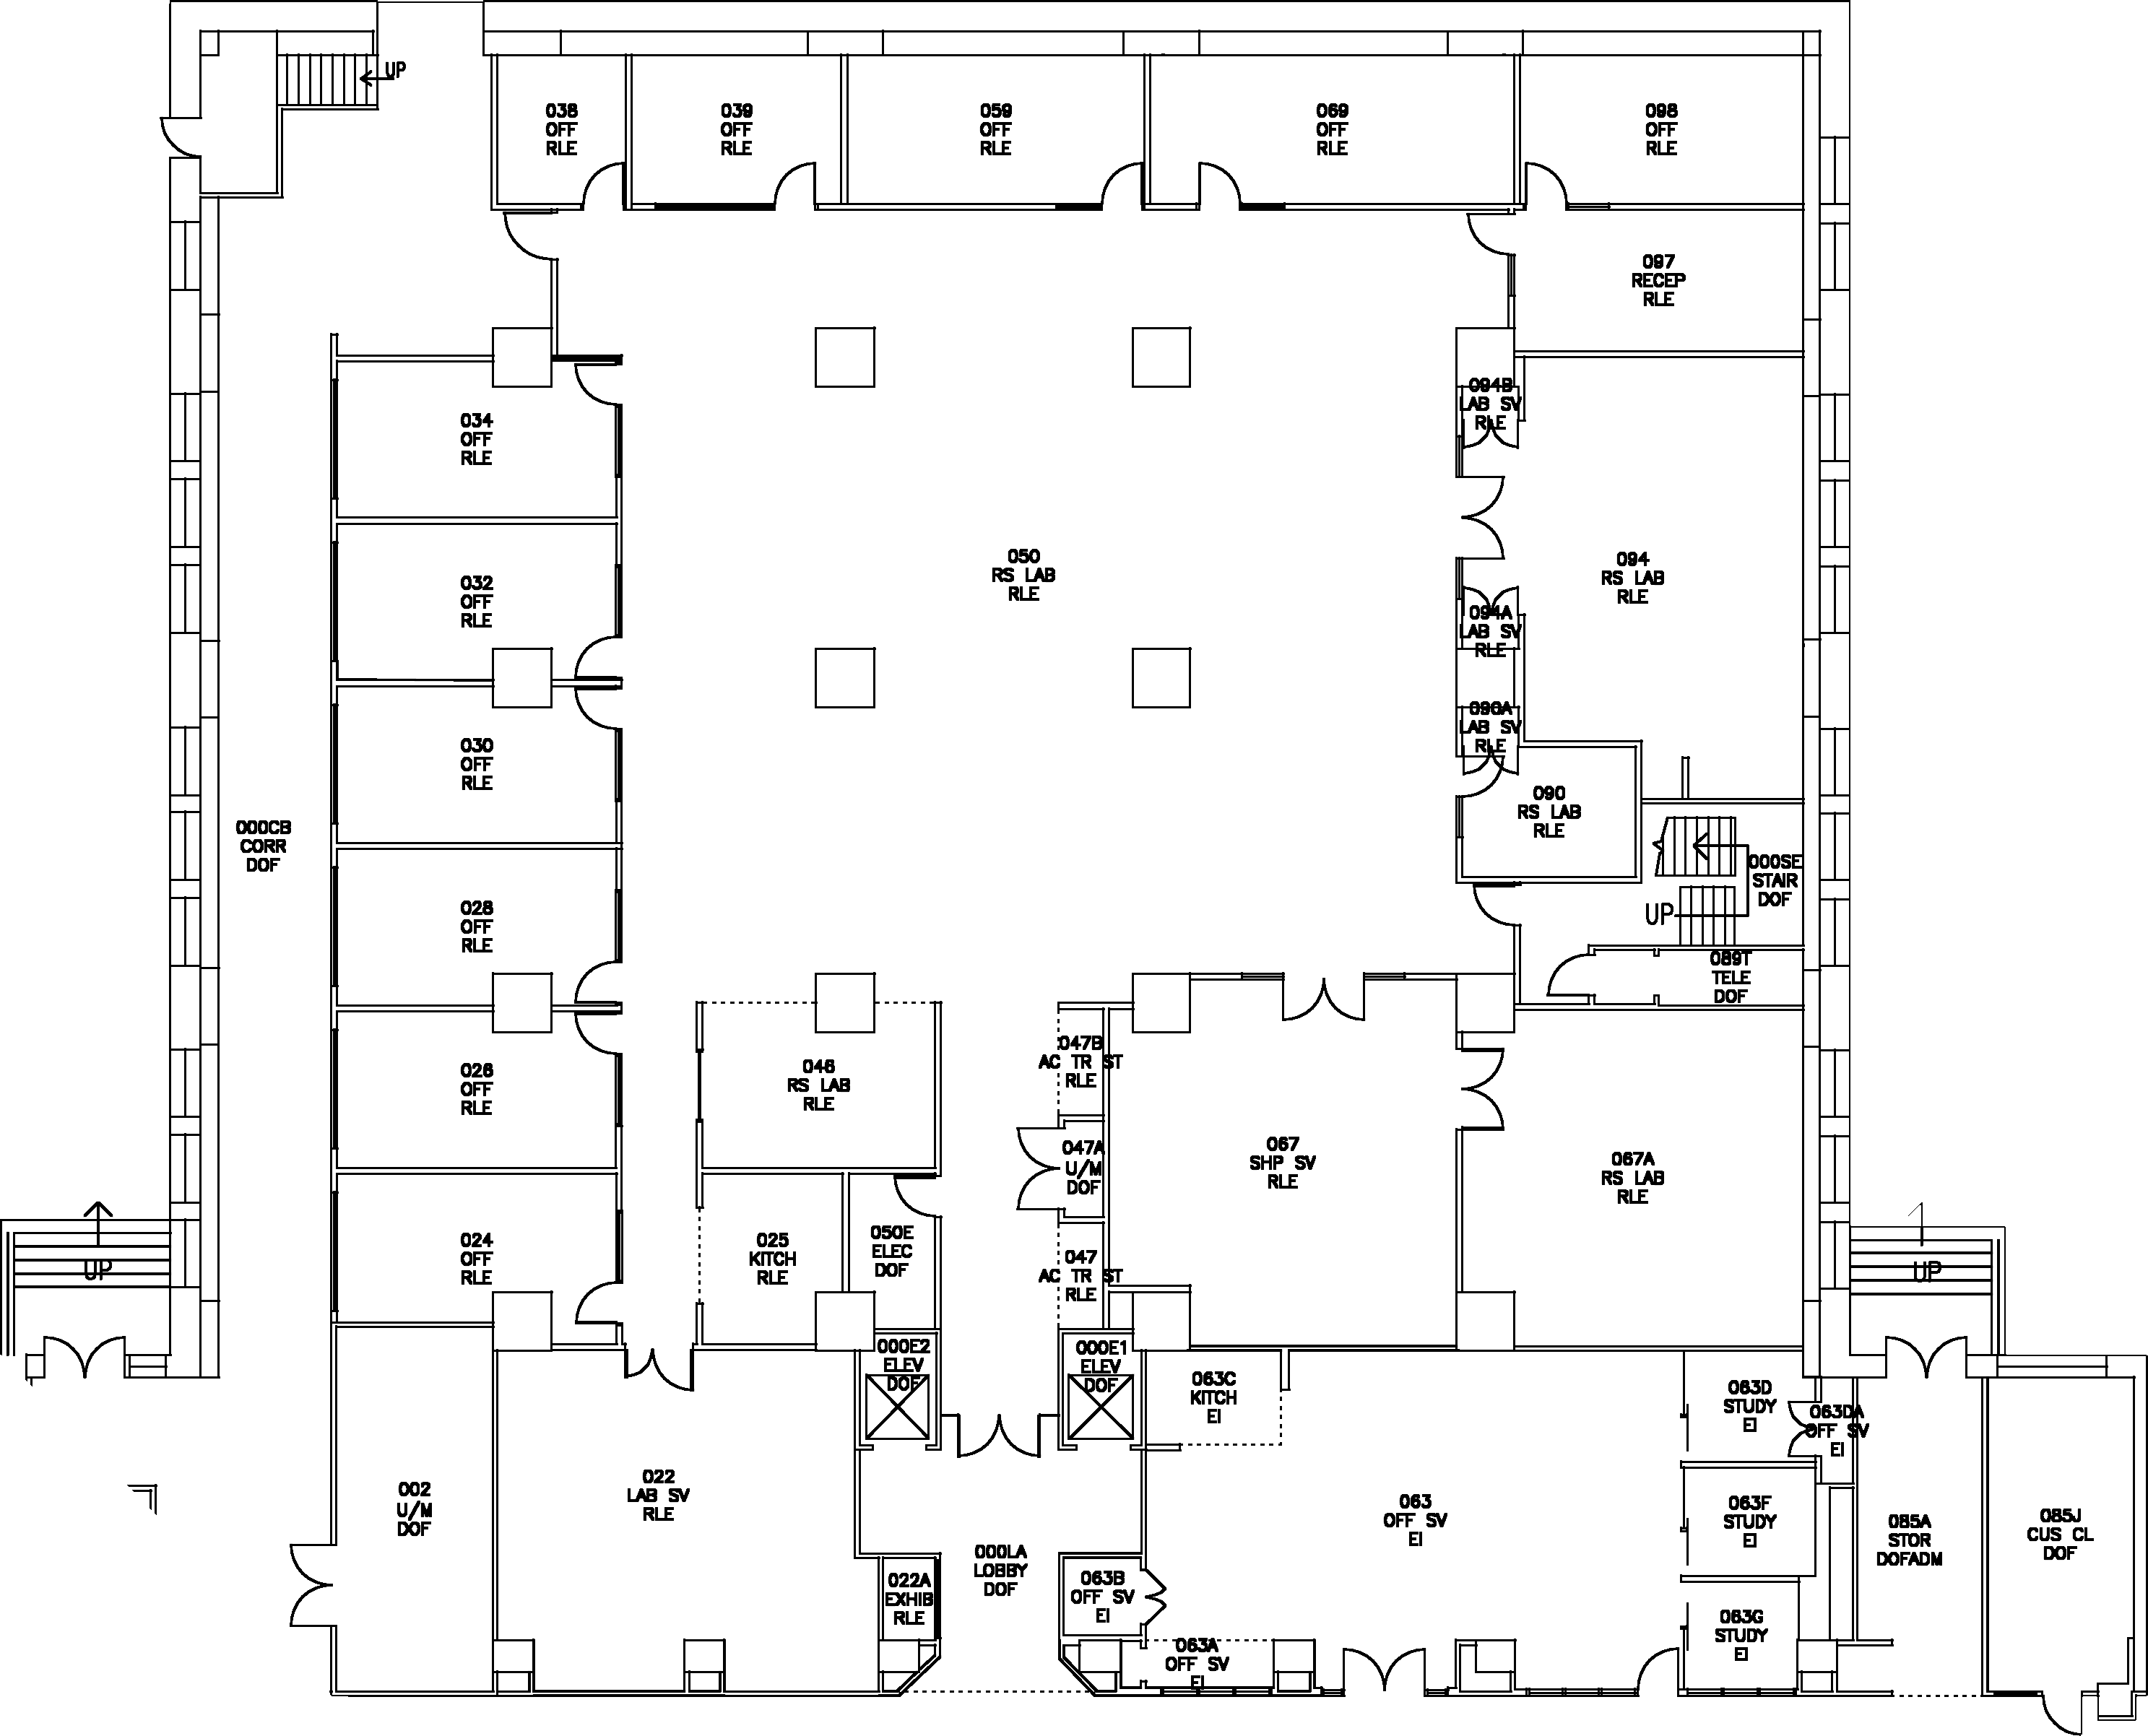 UP
038
OFF
RLE
039
OFF
RLE
059
OFF
RLE
069
OFF
RLE
098
OFF
RLE
097
RECEP
RLE
034
OFF
RLE
094B
LAB SV
RLE
050
RS LAB
RLE
094
RS LAB
RLE
032
OFF
RLE
094A
LAB SV
RLE
030
OFF
RLE
090A
LAB SV
RLE
090
RS LAB
RLE
000CB
CORR
DOF
000SE
STAIR
DOF
UP
028
OFF
RLE
089T
TELE
DOF
026
OFF
RLE
046
RS LAB
RLE
047B
AC TR ST
RLE
047A
U/M
DOF
067
SHP SV
RLE
067A
RS LAB
RLE
UP
024
OFF
RLE
025
KITCH
RLE
050E
ELEC
DOF
047
AC TR ST
RLE
UP
000E2
ELEV
DOF
000E1
ELEV
DOF
063C
KITCH
EI
063D
STUDY
EI
063DA
OFF SV
EI
002
U/M
DOF
022
LAB SV
RLE
063
OFF SV
EI
063F
STUDY
EI
085A
STOR
DOFADM
085J
CUS CL
DOF
022A
EXHIB
RLE
000LA
LOBBY
DOF
063B
OFF SV
EI
063G
STUDY
EI
063A
OFF SV
EI